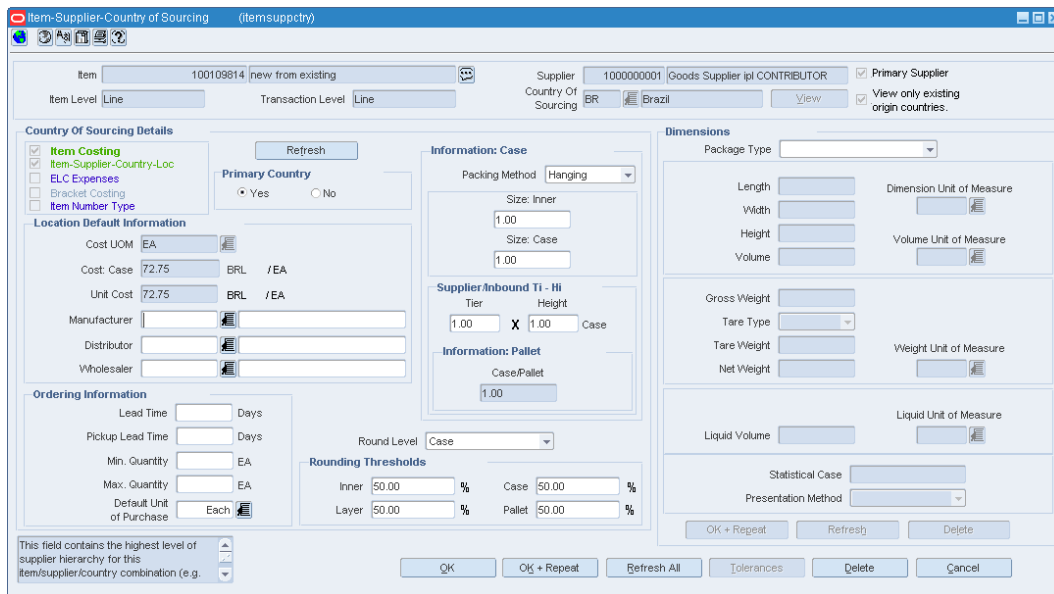 Item-Supplier-Country of Sourcing (itemsuppctry)
Item 100109814 new from existing
Supplier 1000000001 Goods Supplier ipl CONTRIBUTOR
Primary Supplier
Item Level Line
Transaction Level Line
Country Of Sourcing BR Brazil
View
View only existing origin countries.
Country Of Sourcing Details
Item Costing
Item-Supplier-Country-Loc
ELC Expenses
Bracket Costing
Item Number Type
Refresh
Primary Country
Yes No
Location Default Information
Cost UOM EA
Cost: Case 72.75 BRL / EA
Unit Cost 72.75 BRL / EA
Manufacturer
Distributor
Wholesaler
Ordering Information
Lead Time Days
Pickup Lead Time Days
Min. Quantity EA
Max. Quantity EA
Default Unit of Purchase Each
Information: Case
Packing Method Hanging
Size: Inner
1.00
Size: Case
1.00
Supplier/Inbound Ti - Hi
Tier Height
1.00 X 1.00 Case
Information: Pallet
Case/Pallet
1.00
Round Level Case
Rounding Thresholds
Inner 50.00 % Case 50.00 %
Layer 50.00 % Pallet 50.00 %
Dimensions
Package Type
Length
Width
Height
Volume
Dimension Unit of Measure
Volume Unit of Measure
Gross Weight
Tare Type
Tare Weight
Net Weight
Weight Unit of Measure
Liquid Unit of Measure
Liquid Volume
Statistical Case
Presentation Method
OK + Repeat Refresh Delete
This field contains the highest level of
supplier hierarchy for this
item/supplier/country combination (e.g.
OK OK + Repeat Refresh All Tolerances Delete Cancel